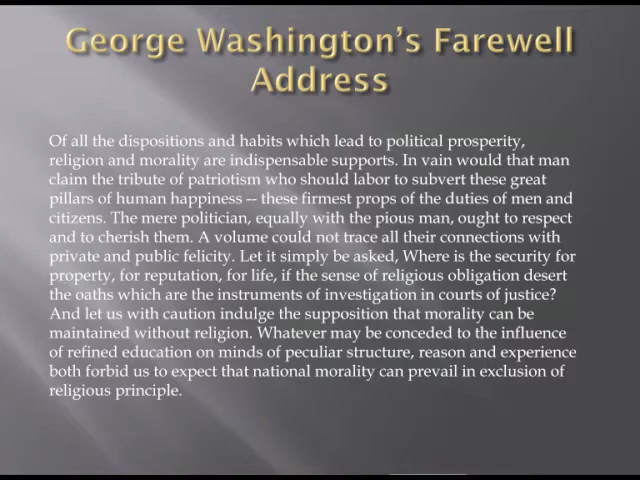 George Washington's Farewell
Address
Of all the dispositions and habits which lead to political prosperity,
religion and morality are indispensable supports. In vain would that man
claim the tribute of patriotism who should labor to subvert these great
pillars of human happiness -- these firmest props of the duties of men and
citizens. The mere politician, equally with the pious man, ought to respect
and to cherish them. A volume could not trace all their connections with
private and public felicity. Let it simply be asked, Where is the security for
property, for reputation, for life, if the sense of religious obligation desert
the oaths which are the instruments of investigation in courts of justice?
And let us with caution indulge the supposition that morality can be
maintained without religion. Whatever may be conceded to the influence
of refined education on minds of peculiar structure, reason and experience
both forbid us to expect that national morality can prevail in exclusion of
religious principle.